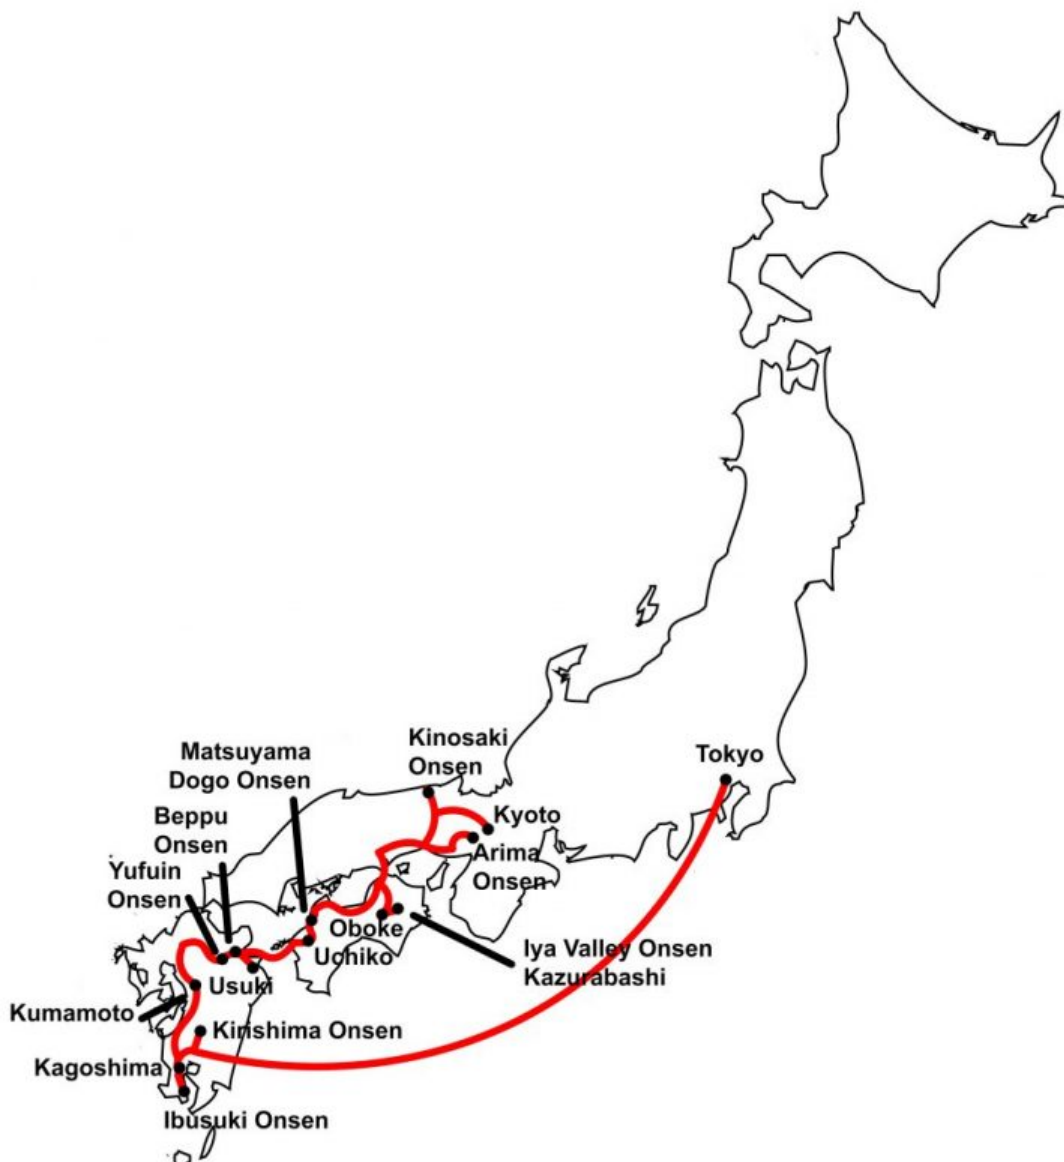 Kinosaki
Onsen
Matsuyama
Dogo Onsen
Tokyo
Beppu
Onsen
Kyoto
Arima
Onsen
Yufuin
Onsen
Oboke
Iya Valley Onsen
Kazurabashi
Uchiko
Usuki
Kumamoto
Kirishima Onsen
Kagoshima
Ibusuki Onsen